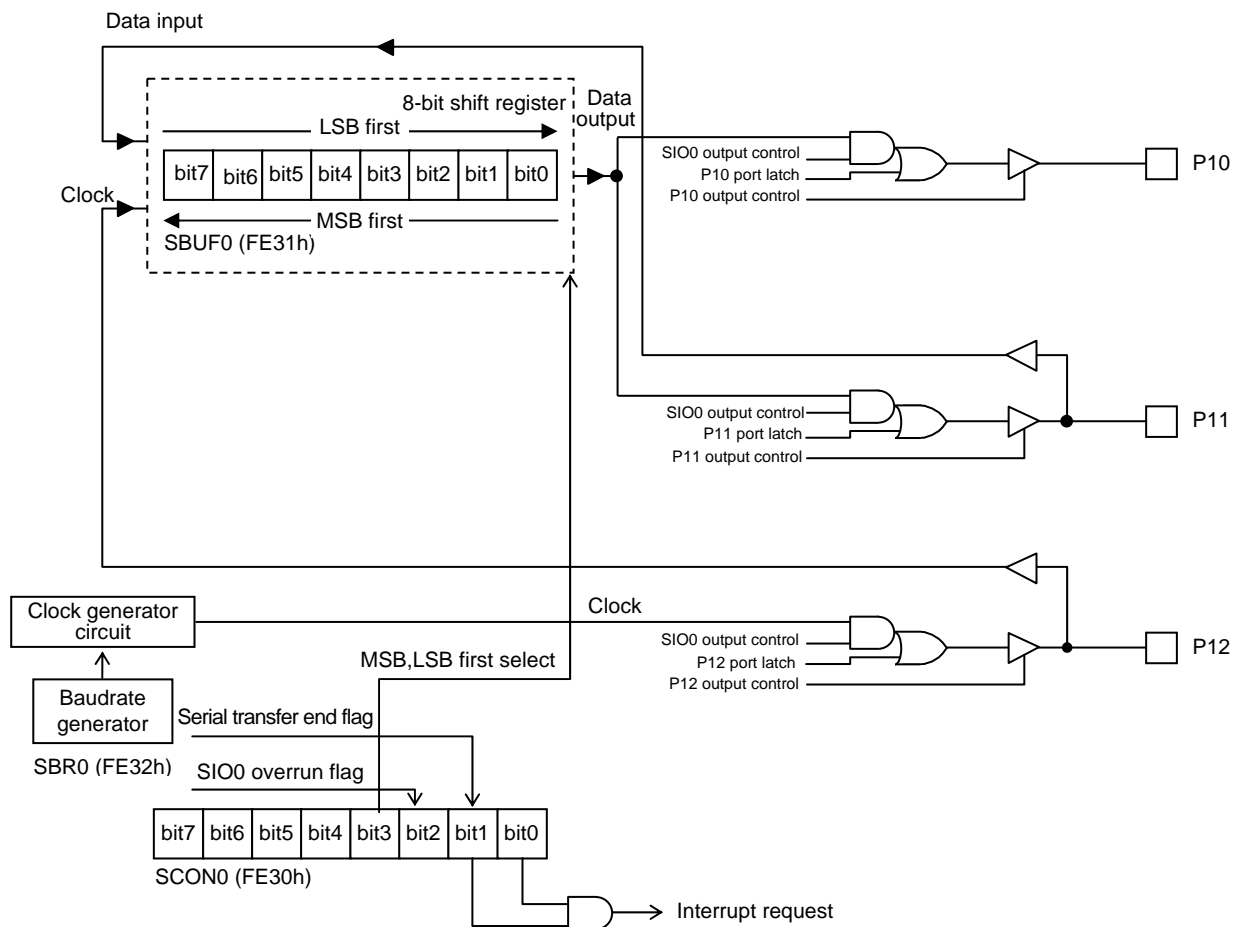 Data input
8-bit shift register
Data
output
LSB first
bit7 bit6 bit5 bit4 bit3 bit2 bit1 bit0
MSB first
SBUF0 (FE31h)
Clock
SIO0 output control
P10 port latch
P10 output control
P10
SIO0 output control
P11 port latch
P11 output control
P11
Clock generator
circuit
Clock
SIO0 output control
P12 port latch
P12 output control
P12
MSB,LSB first select
Baudrate
generator
SBR0 (FE32h)
Serial transfer end flag
SIO0 overrun flag
bit7 bit6 bit5 bit4 bit3 bit2 bit1 bit0
SCON0 (FE30h)
Interrupt request